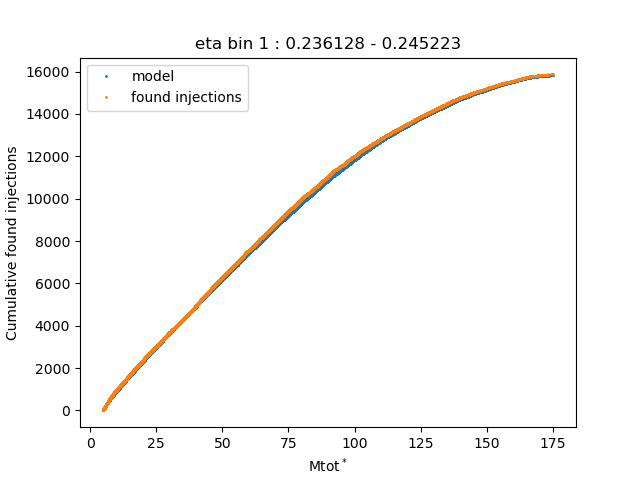 eta bin 1 : 0.236128 - 0.245223
model
found injections
Cumulative found injections
16000
14000
12000
10000
8000
6000
4000
2000
0
0 25 50 75 100 125 150 175
Mtot*